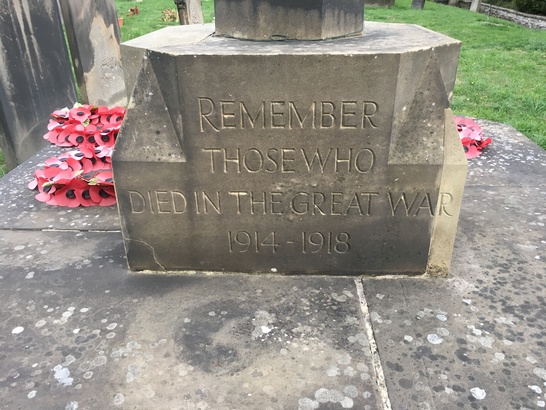 REMEMBER
THOSE WHO
DIED IN THE GREAT WAR
1914-1918